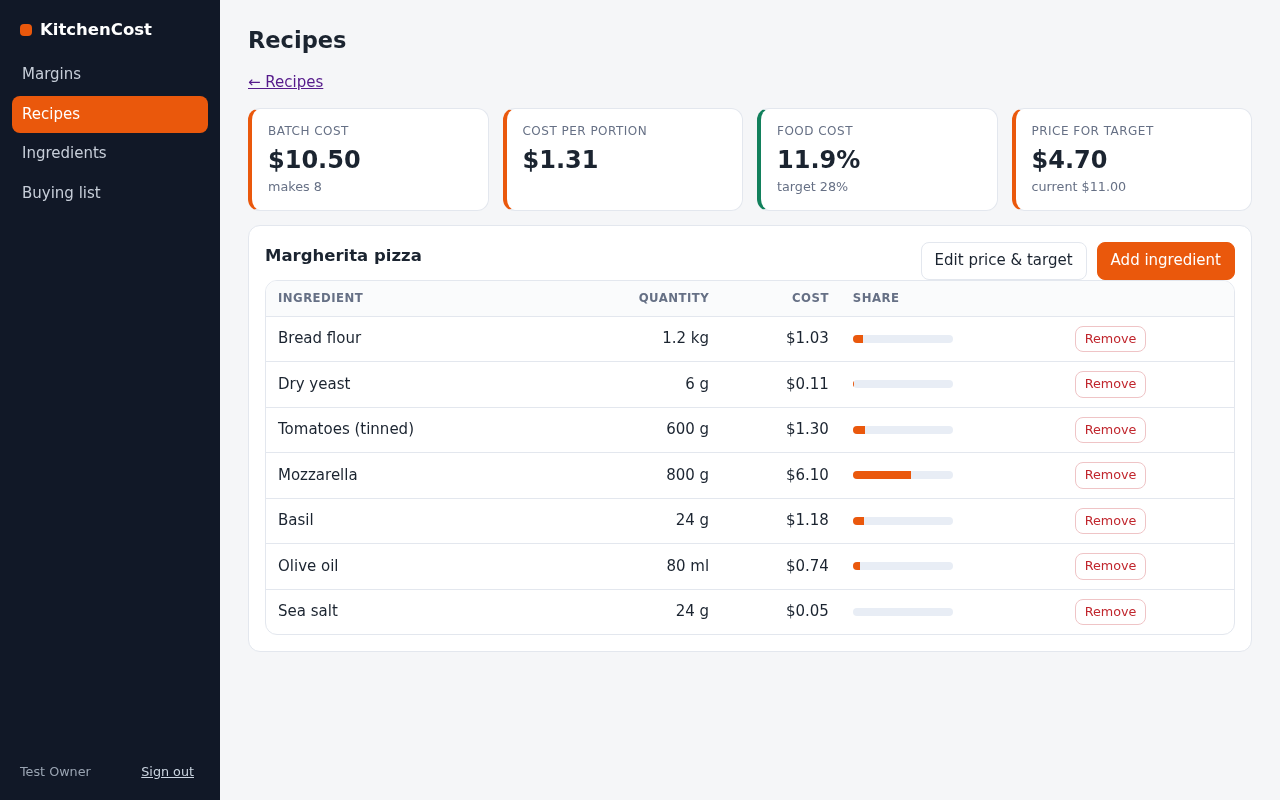 KitchenCost
Margins
Recipes
Ingredients
Buying list
Test Owner
Sign out
Recipes
← Recipes
BATCH COST
$10.50
makes 8
COST PER PORTION
$1.31
FOOD COST
11.9%
target 28%
PRICE FOR TARGET
$4.70
current $11.00
Margherita pizza
Edit price & target
Add ingredient
INGREDIENT QUANTITY COST SHARE
Bread flour 1.2 kg $1.03 Remove
Dry yeast 6 g $0.11 Remove
Tomatoes (tinned) 600 g $1.30 Remove
Mozzarella 800 g $6.10 Remove
Basil 24 g $1.18 Remove
Olive oil 80 ml $0.74 Remove
Sea salt 24 g $0.05 Remove